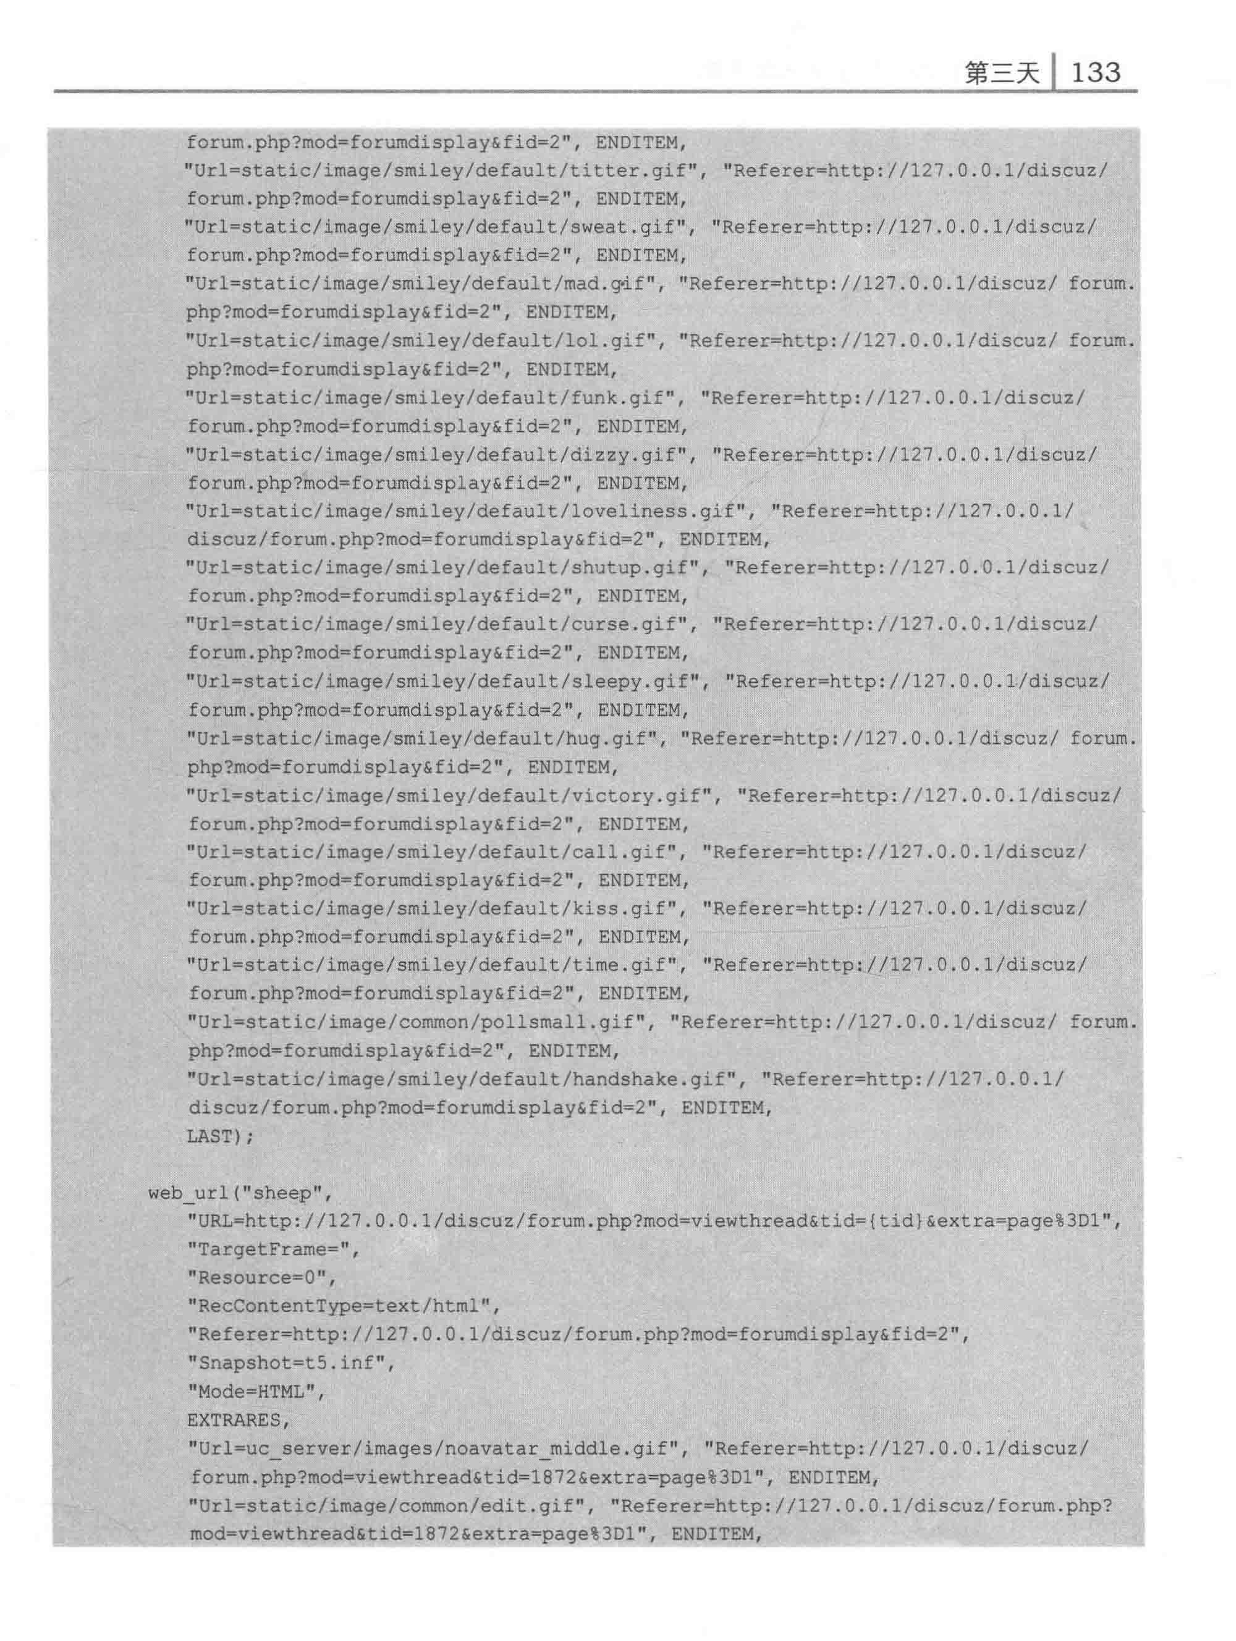 第三天 | 133
forum.php?mod=forumdisplay&fid=2", ENDITEM,
"Url=static/image/smiley/default/titter.gif", "Referer=http://127.0.0.1/discuz/
forum.php?mod=forumdisplay&fid=2", ENDITEM,
"Url=static/image/smiley/default/sweat.gif", "Referer=http://127.0.0.1/discuz/
forum.php?mod=forumdisplay&fid=2", ENDITEM,
"Url=static/image/smiley/default/mad.gif", "Referer=http://127.0.0.1/discuz/ forum.
php?mod=forumdisplay&fid=2", ENDITEM,
"Url=static/image/smiley/default/lol.gif", "Referer=http://127.0.0.1/discuz/ forum.
php?mod=forumdisplay&fid=2", ENDITEM,
"Url=static/image/smiley/default/funk.gif", "Referer=http://127.0.0.1/discuz/
forum.php?mod=forumdisplay&fid=2", ENDITEM,
"Url=static/image/smiley/default/dizzy.gif", "Referer=http://127.0.0.1/discuz/
forum.php?mod=forumdisplay&fid=2", ENDITEM,
"Url=static/image/smiley/default/loveliness.gif", "Referer=http://127.0.0.1/
discuz/forum.php?mod=forumdisplay&fid=2", ENDITEM,
"Url=static/image/smiley/default/shutup.gif", "Referer=http://127.0.0.1/discuz/
forum.php?mod=forumdisplay&fid=2", ENDITEM,
"Url=static/image/smiley/default/curse.gif", "Referer=http://127.0.0.1/discuz/
forum.php?mod=forumdisplay&fid=2", ENDITEM,
"Url=static/image/smiley/default/sleepy.gif", "Referer=http://127.0.0.1/discuz/
forum.php?mod=forumdisplay&fid=2", ENDITEM,
"Url=static/image/smiley/default/hug.gif", "Referer=http://127.0.0.1/discuz/ forum.
php?mod=forumdisplay&fid=2", ENDITEM,
"Url=static/image/smiley/default/victory.gif", "Referer=http://127.0.0.1/discuz/
forum.php?mod=forumdisplay&fid=2", ENDITEM,
"Url=static/image/smiley/default/call.gif", "Referer=http://127.0.0.1/discuz/
forum.php?mod=forumdisplay&fid=2", ENDITEM,
"Url=static/image/smiley/default/kiss.gif", "Referer=http://127.0.0.1/discuz/
forum.php?mod=forumdisplay&fid=2", ENDITEM,
"Url=static/image/smiley/default/time.gif", "Referer=http://127.0.0.1/discuz/
forum.php?mod=forumdisplay&fid=2", ENDITEM,
"Url=static/image/common/pollsmall.gif", "Referer=http://127.0.0.1/discuz/ forum.
php?mod=forumdisplay&fid=2", ENDITEM,
"Url=static/image/smiley/default/handshake.gif", "Referer=http://127.0.0.1/
discuz/forum.php?mod=forumdisplay&fid=2", ENDITEM,
LAST);
web_url("sheep",
"URL=http://127.0.0.1/discuz/forum.php?mod=viewthread&tid={tid}&extra=page%3D1",
"TargetFrame=",
"Resource=0",
"RecContentType=text/html",
"Referer=http://127.0.0.1/discuz/forum.php?mod=forumdisplay&fid=2",
"Snapshot=t5.inf",
"Mode=HTML",
EXTRARES,
"Url=uc_server/images/noavatar_middle.gif", "Referer=http://127.0.0.1/discuz/
forum.php?mod=viewthread&tid=1872&extra=page%3D1", ENDITEM,
"Url=static/image/common/edit.gif", "Referer=http://127.0.0.1/discuz/forum.php?
mod=viewthread&tid=1872&extra=page%3D1", ENDITEM,